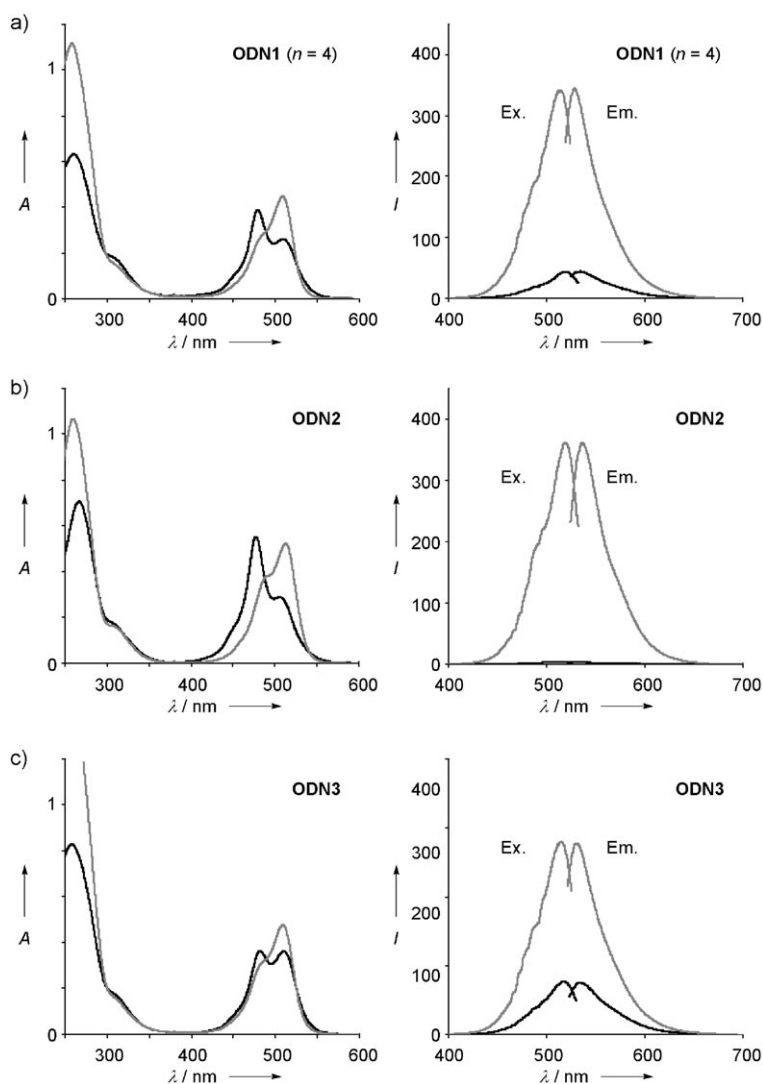 a)
ODN1 (n = 4)
1
A
0
300 400 500 600
λ / nm
ODN1 (n = 4)
400
300
200
100
0
I
Ex.
Em.
400 500 600 700
λ / nm
b)
ODN2
1
A
0
300 400 500 600
λ / nm
ODN2
400
300
200
100
0
I
Ex.
Em.
400 500 600 700
λ / nm
c)
ODN3
1
A
0
300 400 500 600
λ / nm
ODN3
400
300
200
100
0
I
Ex.
Em.
400 500 600 700
λ / nm